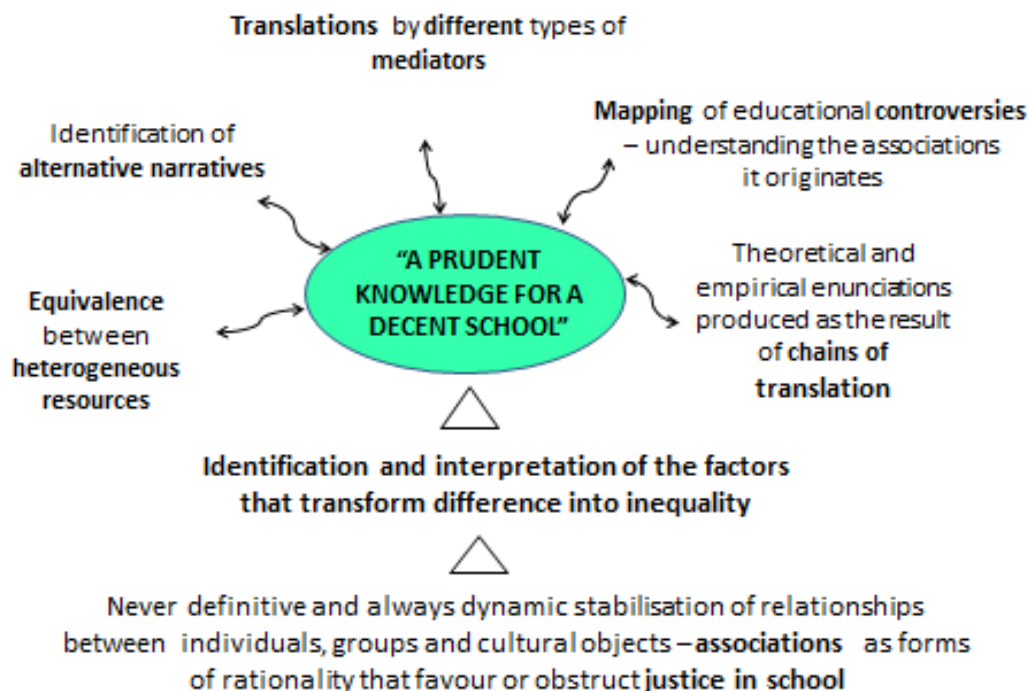 Translations by different types of
mediators
Identification of
alternative narratives
Mapping of educational controversies
– understanding the associations
it originates
"A PRUDENT
KNOWLEDGE FOR A
DECENT SCHOOL"
Equivalence
between
heterogeneous
resources
Theoretical and
empirical enunciations
produced as the result
of chains of
translation
Identification and interpretation of the factors
that transform difference into inequality
Never definitive and always dynamic stabilisation of relationships
between individuals, groups and cultural objects – associations as forms
of rationality that favour or obstruct justice in school